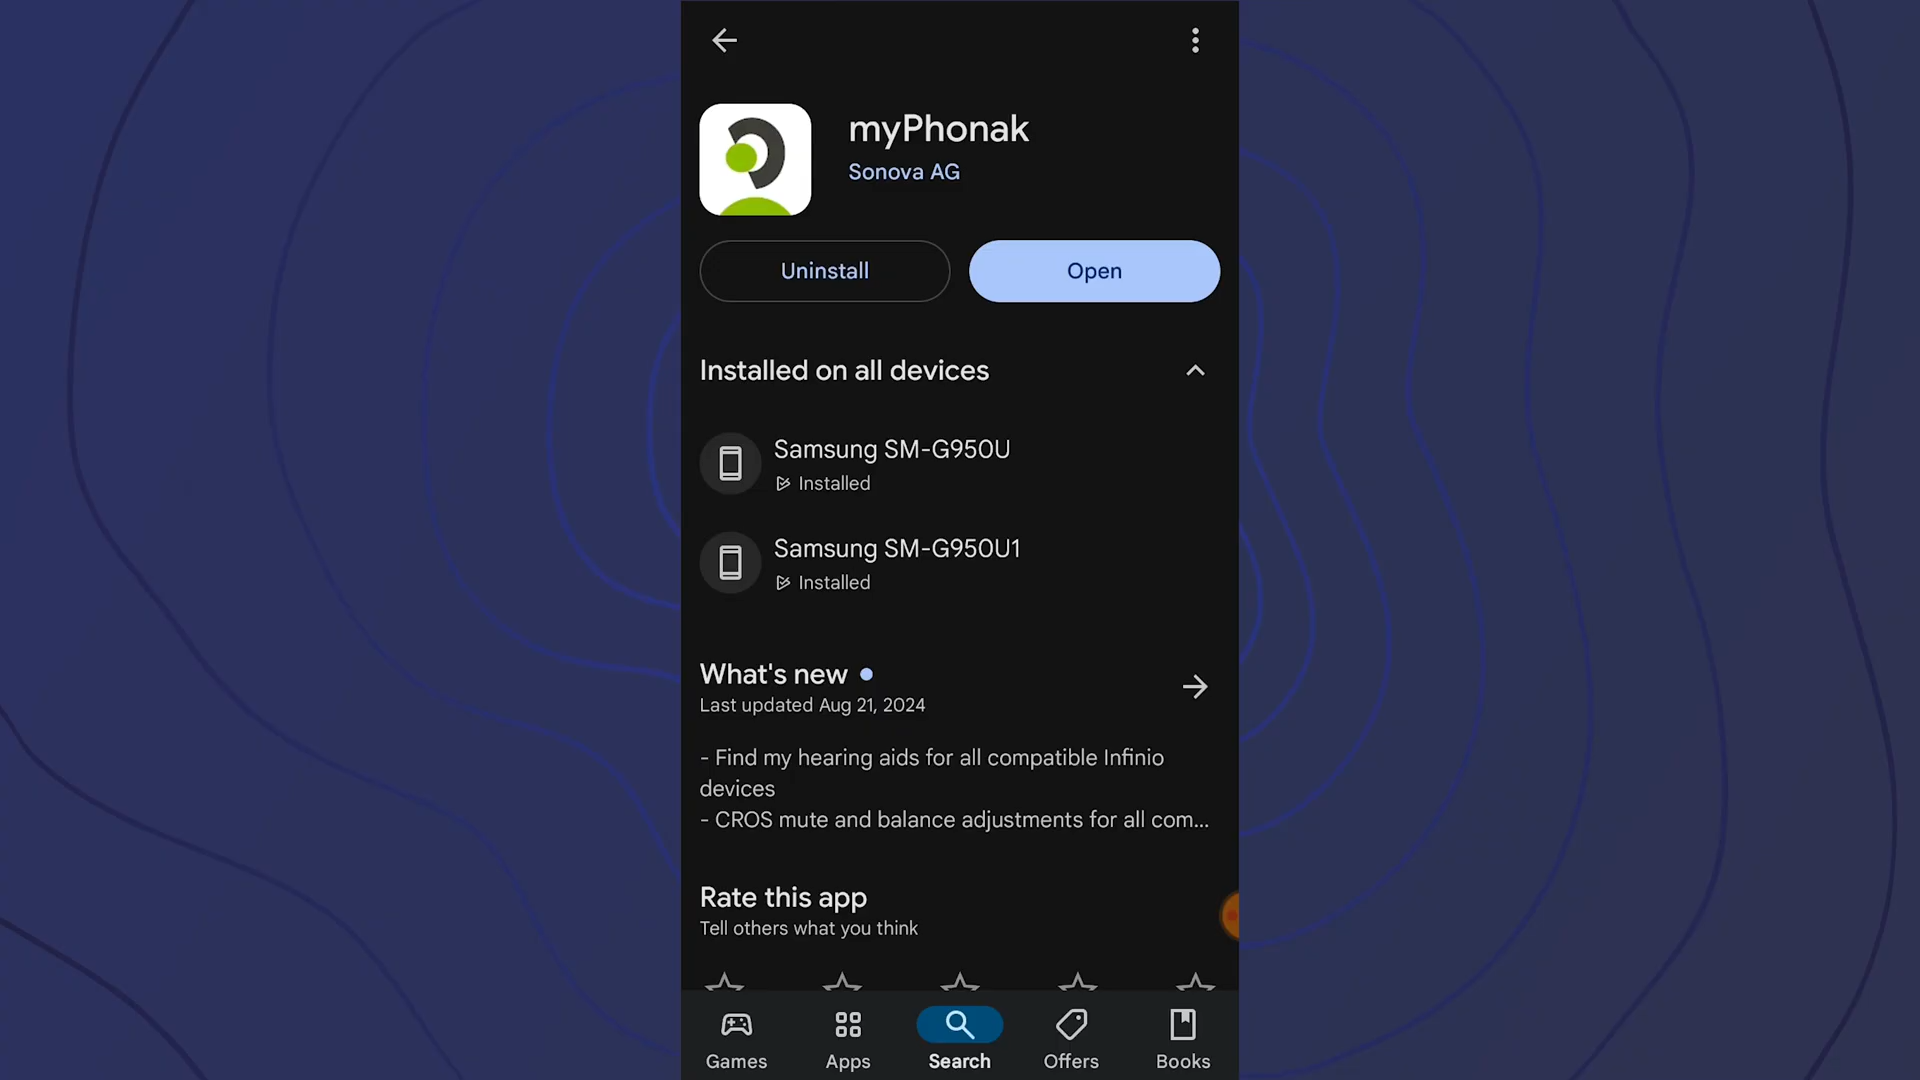 myPhonak
Sonova AG
Uninstall
Open
Installed on all devices
Samsung SM-G950U
Installed
Samsung SM-G950U1
Installed
What's new
Last updated Aug 21, 2024
- Find my hearing aids for all compatible Infinio
devices
- CROS mute and balance adjustments for all com...
Rate this app
Tell others what you think
Games
Apps
Search
Offers
Books